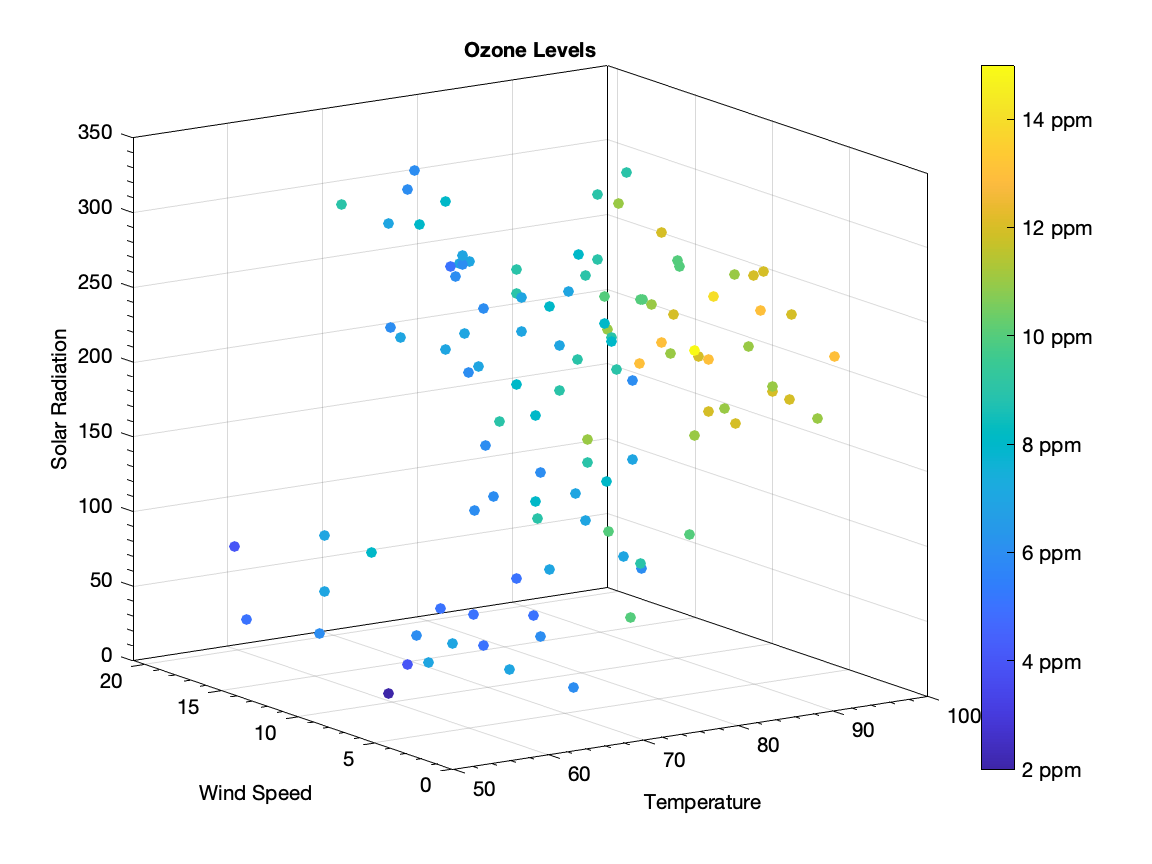 Ozone Levels
350
300
250
200
150
100
50
0
Solar Radiation
20
15
10
5
0
Wind Speed
50
60
70
80
90
100
Temperature
14 ppm
12 ppm
10 ppm
8 ppm
6 ppm
4 ppm
2 ppm